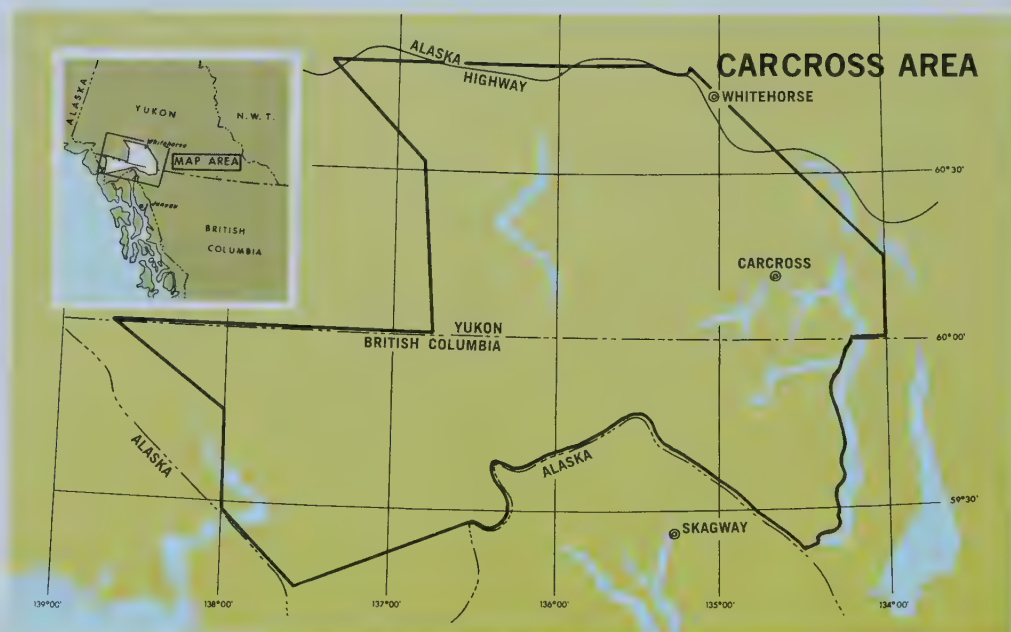 CARCROSS AREA
ALASKA
HIGHWAY
WHITEHORSE
ALASKA
YUKON
N.W.T.
Whitehorse
MAP AREA
Juneau
BRITISH
COLUMBIA
60°30'
CARCROSS
YUKON
BRITISH COLUMBIA
60°00'
ALASKA
ALASKA
59°30'
SKAGWAY
139°00'
138°00'
137°00'
136°00'
135°00'
134°00'